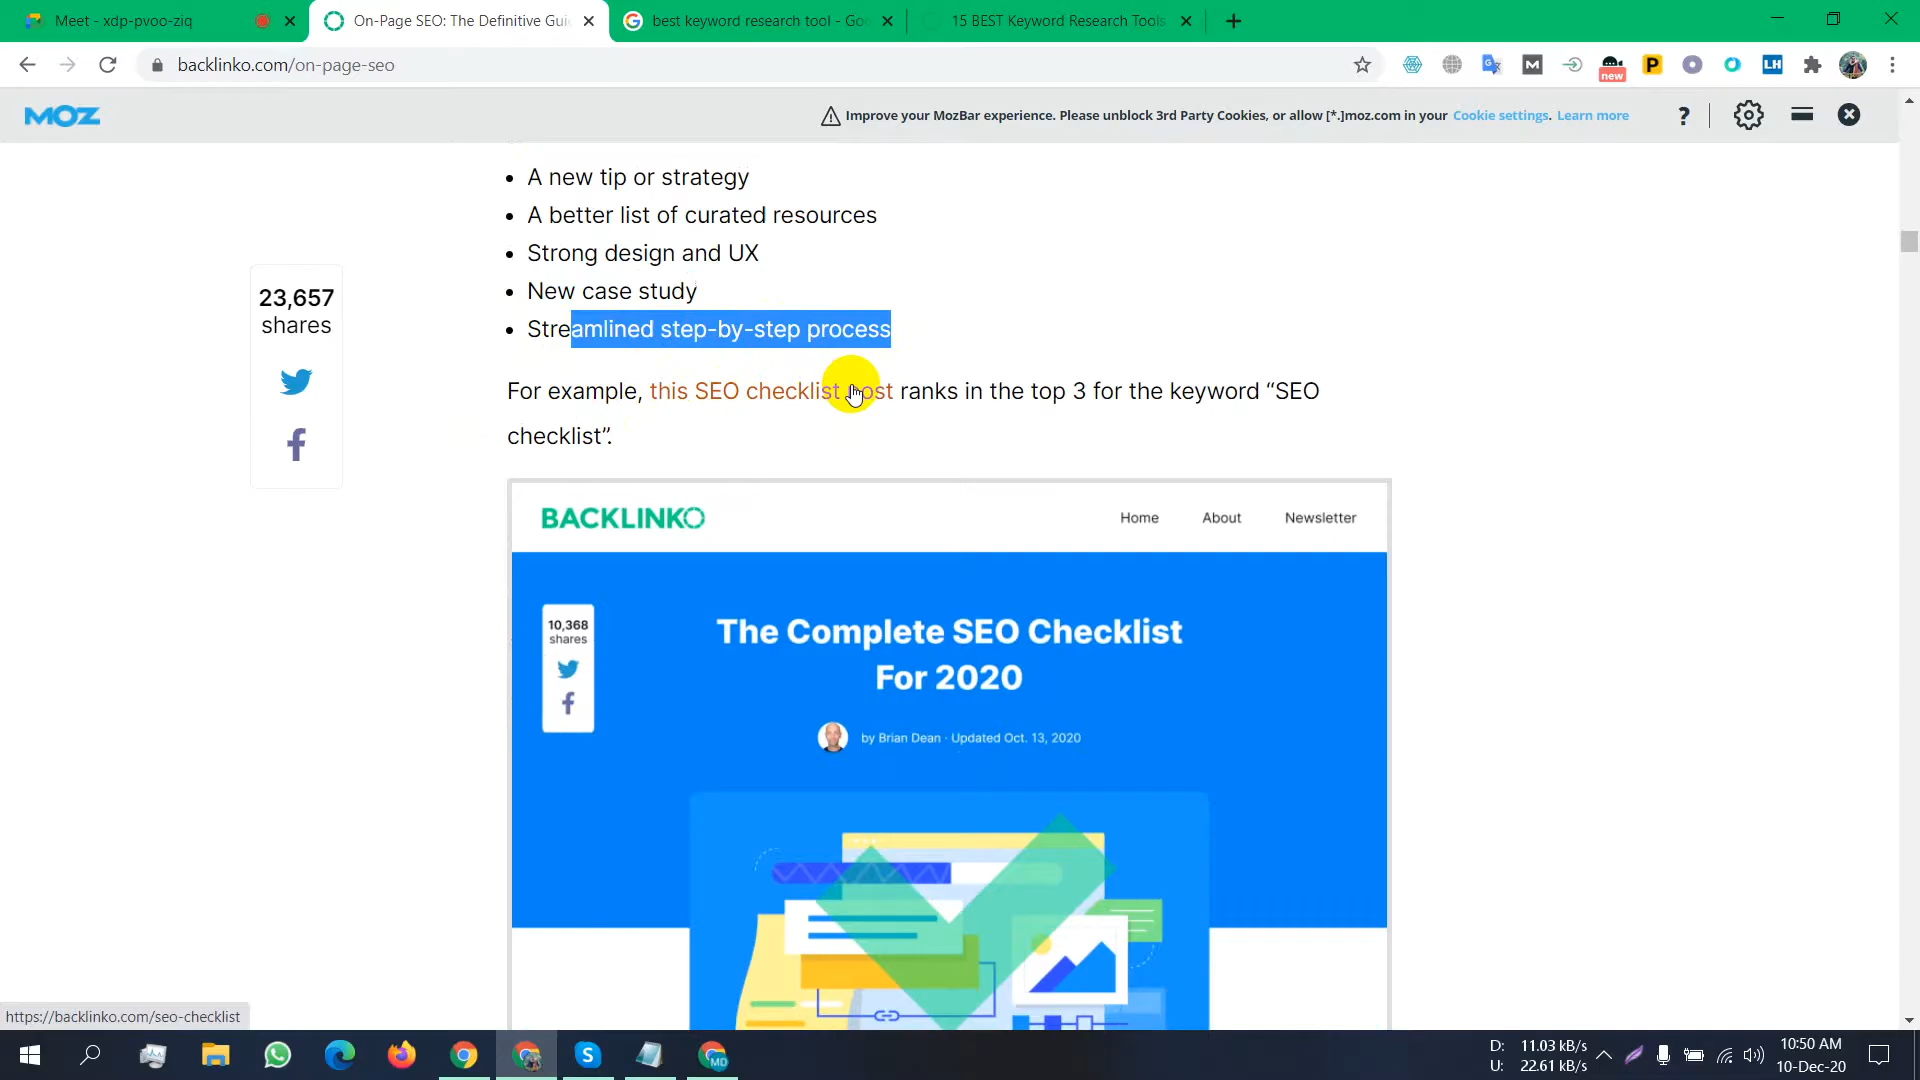 Meet - xdp-pvoo-ziq
On-Page SEO: The Definitive Gui
best keyword research tool - Goo
15 BEST Keyword Research Tools
backlinko.com/on-page-seo
new
P
LH
MOZ
Improve your MozBar experience. Please unblock 3rd Party Cookies, or allow [*.]moz.com in your Cookie settings. Learn more
?
• A new tip or strategy
• A better list of curated resources
• Strong design and UX
• New case study
• Streamlined step-by-step process
23,657
shares
For example, this SEO checklist post ranks in the top 3 for the keyword “SEO
checklist”.
BACKLINKO
Home
About
Newsletter
10,368
shares
The Complete SEO Checklist
For 2020
by Brian Dean · Updated Oct. 13, 2020
https://backlinko.com/seo-checklist
MD
D: 11.03 kB/s
U: 22.61 kB/s
10:50 AM
10-Dec-20